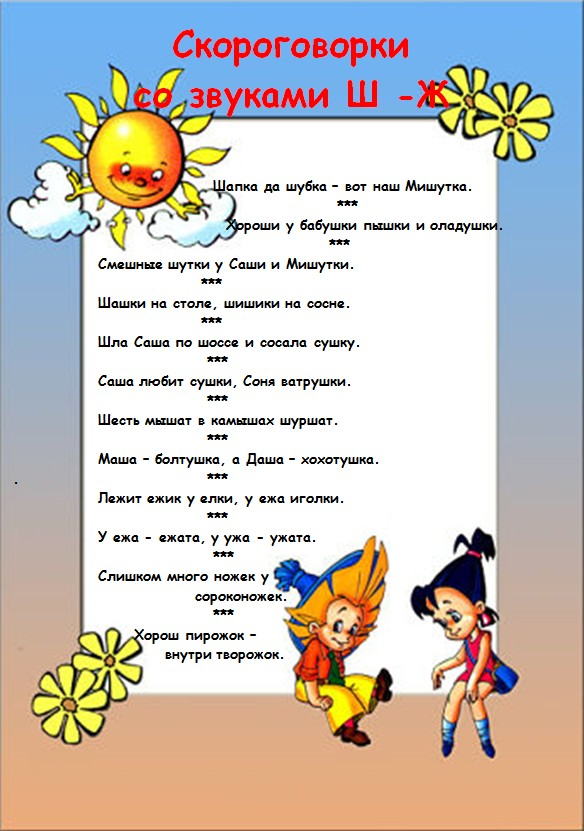 Скороговорки
со звуками Ш -Ж
Шапка да шубка – вот наш Мишутка.
***
Хороши у бабушки пышки и оладушки.
***
Смешные шутки у Саши и Мишутки.
***
Шашки на столе, шишики на сосне.
***
Шла Саша по шоссе и сосала сушку.
***
Саша любит сушки, Соня ватрушки.
***
Шесть мышат в камышах шуршат.
***
Маша – болтушка, а Даша – хохотушка.
***
Лежит ежик у елки, у ежа иголки.
***
У ежа - ежата, у ужа - ужата.
***
Слишком много ножек у
сороконожек.
***
Хорош пирожок –
внутри творожок.